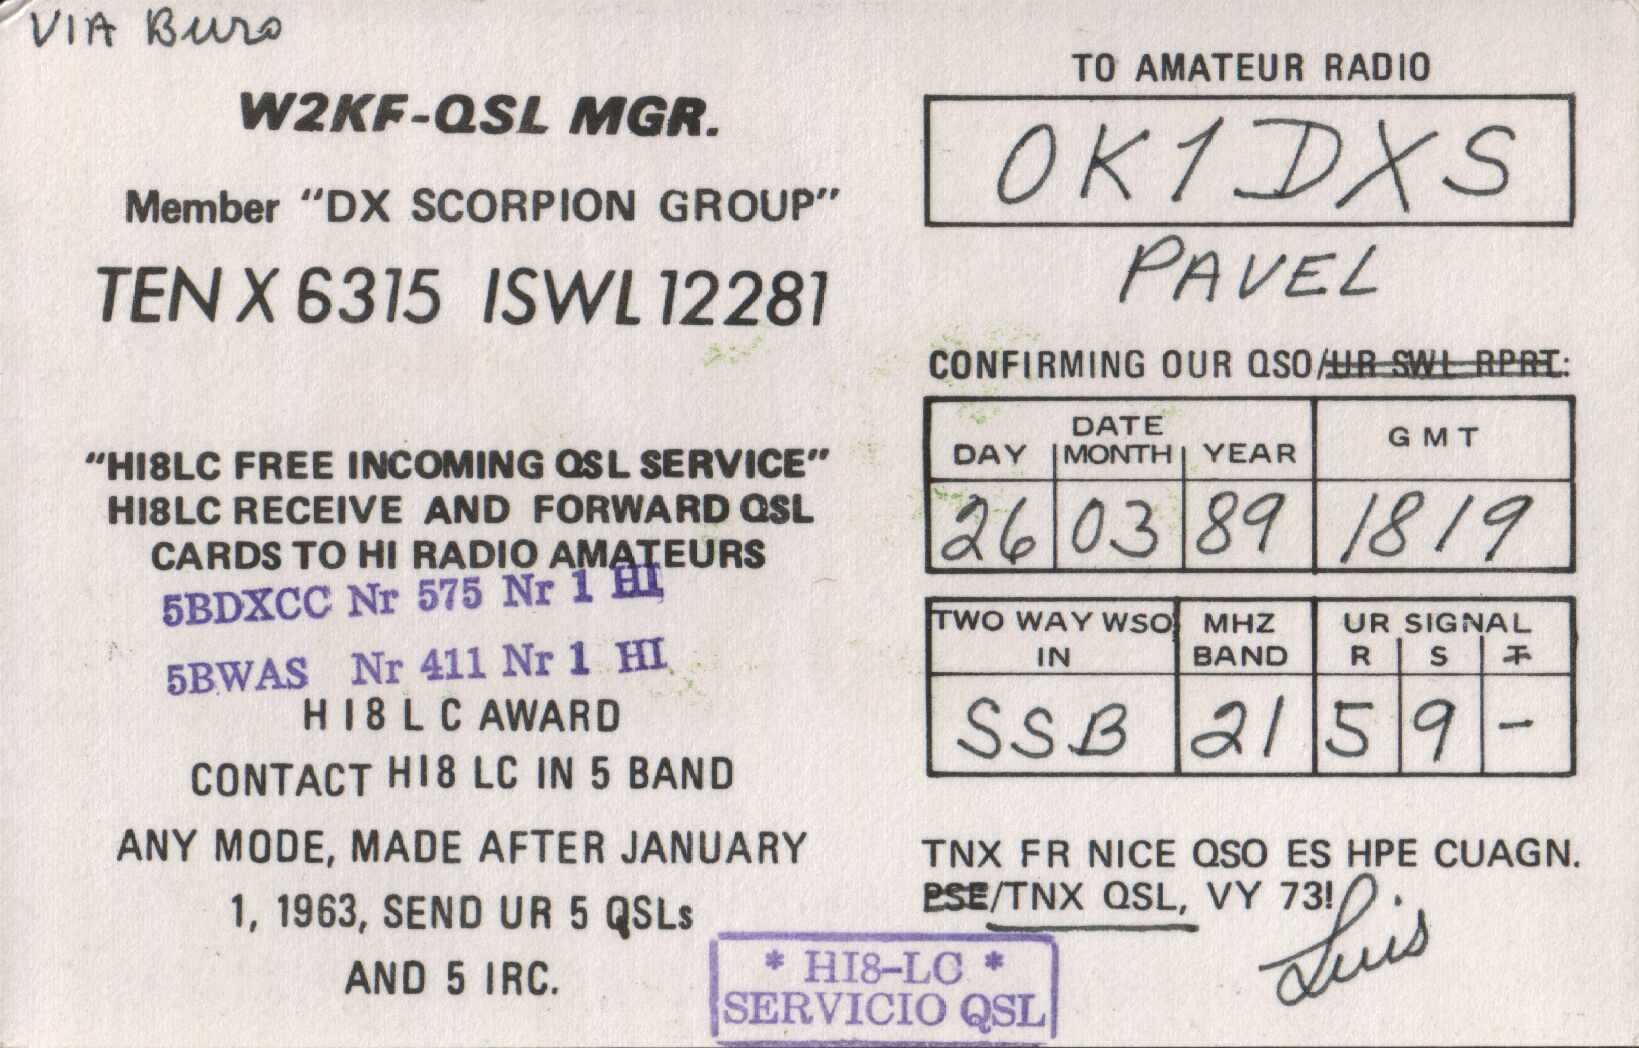 VIA Buro
W2KF-QSL MGR.
Member "DX SCORPION GROUP"
TEN X 6315 ISWL 12281
"HI8LC FREE INCOMING QSL SERVICE"
HI8LC RECEIVE AND FORWARD QSL
CARDS TO HI RADIO AMATEURS
5BDXCC Nr 575 Nr 1 HI
5BWAS Nr 411 Nr 1 HI
HI8LC AWARD
CONTACT HI8 LC IN 5 BAND
ANY MODE, MADE AFTER JANUARY
1, 1963, SEND UR 5 QSLs
AND 5 IRC.
TO AMATEUR RADIO
OK1DXS
PAVEL
CONFIRMING OUR QSO/UR SWL RPRT:
DATE
DAY MONTH YEAR GMT
26 03 89 1819
TWO WAY WSO MHZ UR SIGNAL
IN BAND R S T
SSB 21 5 9 -
TNX FR NICE QSO ES HPE CUAGN.
PSE/TNX QSL, VY 73!
Luis
* HI8-LC *
SERVICIO QSL